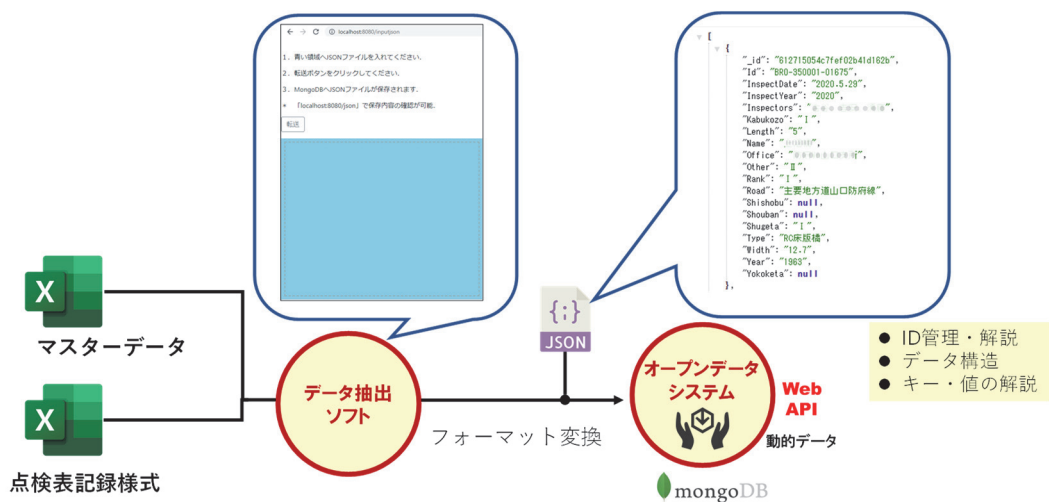 localhost:8080/inputjson
1. 青い領域へJSONファイルを入れてください.
2. 転送ボタンをクリックしてください.
3. MongoDBへJSONファイルが保存されます.
* 「localhost:8080/json」で保存内容の確認が可能.
転送
[
{
"_id": "612715054c7fef02b41d162b",
"Id": "BR0-350001-01675",
"InspectDate": "2020.5.29",
"InspectYear": "2020",
"Inspectors": "
"Kabukozo": "Ⅰ",
"Length": "5",
"Name": "
"Office": "
"Other": "Ⅱ",
"Rank": "Ⅰ",
"Road": "主要地方道山口防府線",
"Shishobu": null,
"Shouban": null,
"Shugeta": "Ⅰ",
"Type": "RC床版橋",
"Width": "12.7",
"Year": "1963",
"Yokoketa": null
},
X
マスターデータ
X
点検表記録様式
データ抽出
ソフト
フォーマット変換
{;}
JSON
オープンデータ
システム
Web
API
動的データ
mongoDB
● ID管理・解説
● データ構造
● キー・値の解説